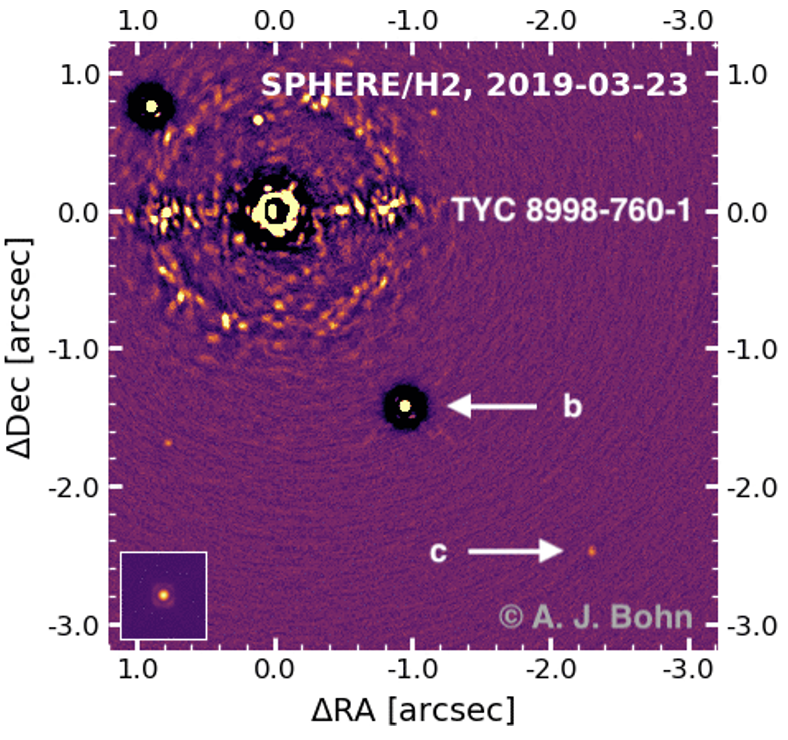 1.0 0.0 -1.0 -2.0 -3.0
SPHERE/H2, 2019-03-23
1.0 1.0
TYC 8998-760-1
0.0 0.0
-1.0 -1.0
b
-2.0 -2.0
c
© A. J. Bohn
-3.0 -3.0
1.0 0.0 -1.0 -2.0 -3.0
ΔRA [arcsec]
ΔDec [arcsec]